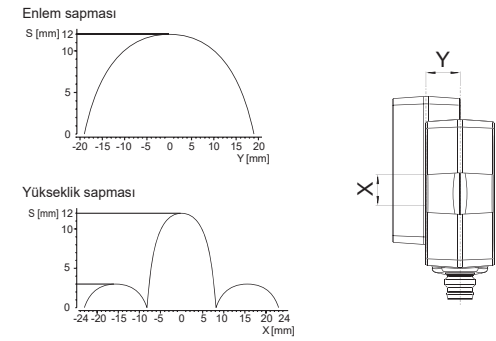 Enlem sapması
S [mm] 12
10
5
0
-20 -15 -10 -5 0 5 10 15 20
Y [mm]
Y
X
Yükseklik sapması
S [mm] 12
10
5
0
-24 -20 -15 -10 -5 0 5 10 15 20 24
X [mm]